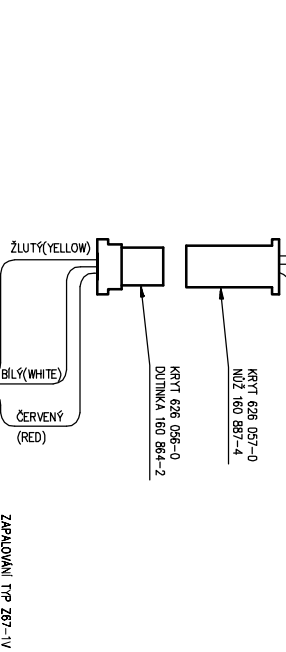 ŽLUTÝ(YELLOW)
KRYT 626 057-0
NŮŽ 160 887-4
KRYT 626 056-0
DUTINKA 160 864-2
BÍLÝ(WHITE)
ČERVENÝ
(RED)
ZAPALOVÁNÍ TYP Z67-1V